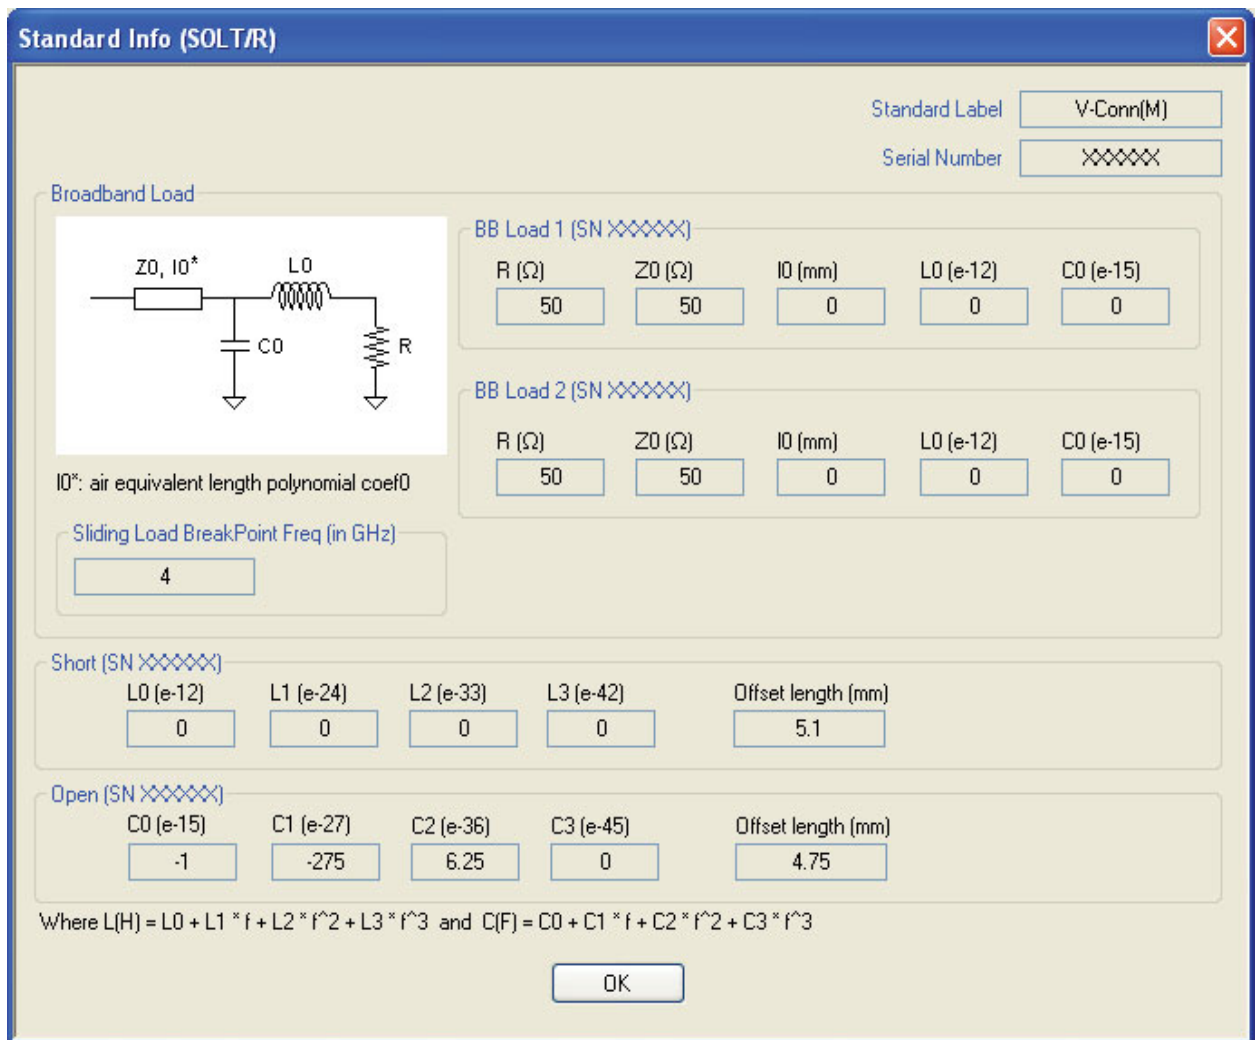 Standard Info (SOLT/R)
Standard Label V-Conn(M)
Serial Number XXXXXX
Broadband Load
Z0, l0*
L0
C0
R
l0*: air equivalent length polynomial coef0
BB Load 1 (SN XXXXXX)
R (Ω) Z0 (Ω) l0 (mm) L0 (e-12) C0 (e-15)
50 50 0 0 0
BB Load 2 (SN XXXXXX)
R (Ω) Z0 (Ω) l0 (mm) L0 (e-12) C0 (e-15)
50 50 0 0 0
Sliding Load BreakPoint Freq (in GHz)
4
Short (SN XXXXXX)
L0 (e-12) L1 (e-24) L2 (e-33) L3 (e-42) Offset length (mm)
0 0 0 0 5.1
Open (SN XXXXXX)
C0 (e-15) C1 (e-27) C2 (e-36) C3 (e-45) Offset length (mm)
-1 -275 6.25 0 4.75
Where L(H) = L0 + L1 * f + L2 * f^2 + L3 * f^3 and C(F) = C0 + C1 * f + C2 * f^2 + C3 * f^3
OK